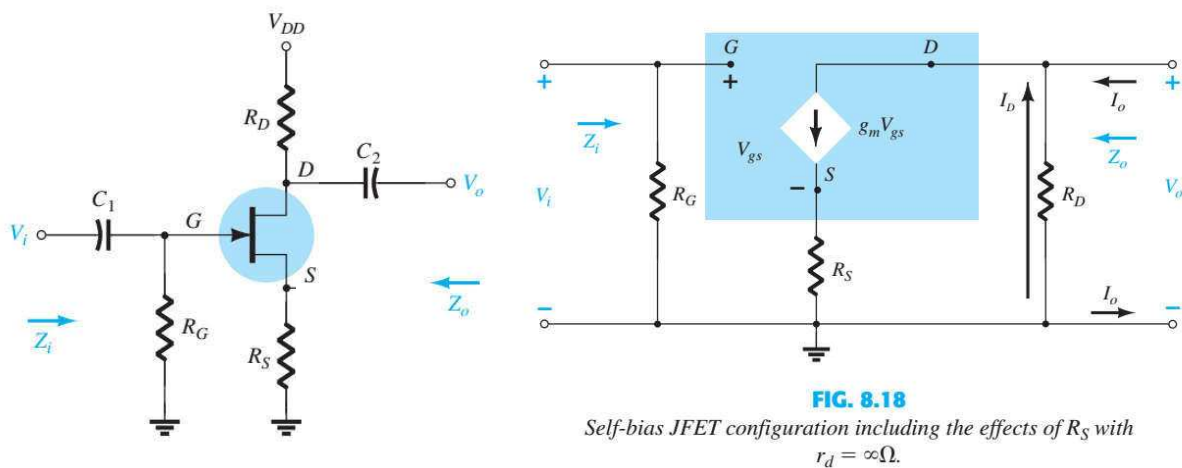 V_DD
R_D
D
C_2
V_o
C_1
G
V_i
S
Z_o
Z_i
R_G
R_S
G
D
+
+
+
I_D
I_o
Z_i
g_m V_gs
Z_o
V_gs
S
−
V_i
R_G
R_D
V_o
R_S
−
I_o
−
FIG. 8.18
Self-bias JFET configuration including the effects of R_S with
r_d = ∞Ω.